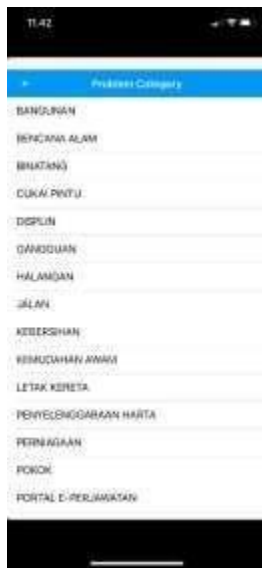 11:42
Problem Category
BANGUNAN
BENCANA ALAM
BINATANG
CUKAI PINTU
DISIPLIN
GANGGUAN
HALANGAN
JALAN
KEBERSIHAN
KEMUDAHAN AWAM
LETAK KERETA
PENYELENGGARAAN HARTA
PERNIAGAAN
POKOK
PORTAL E-PERJAWATAN